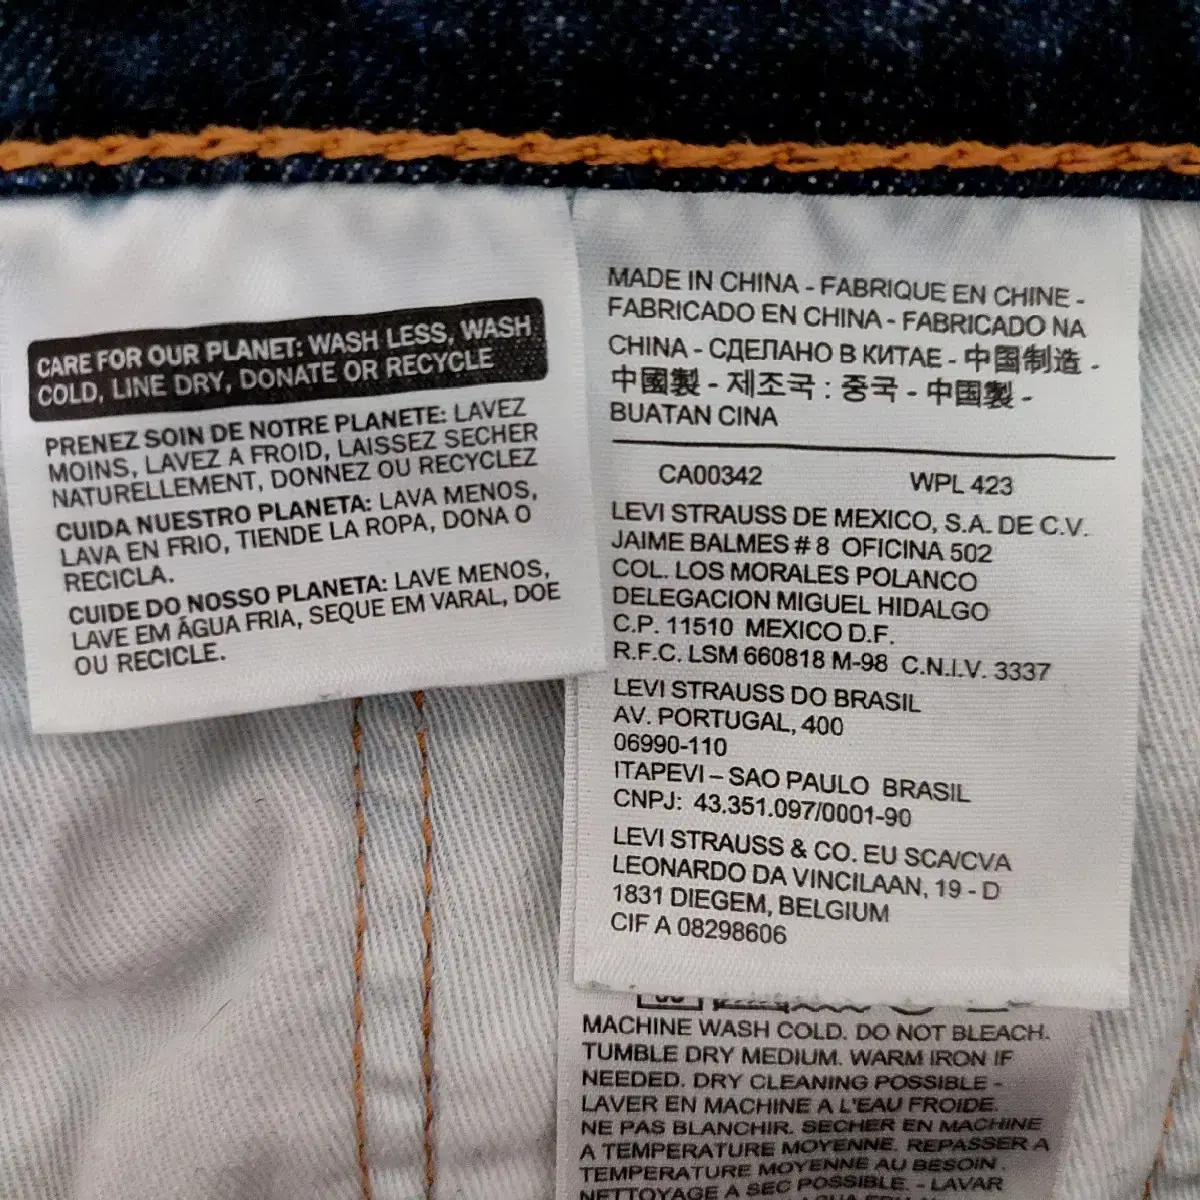 CARE FOR OUR PLANET: WASH LESS, WASH
COLD, LINE DRY, DONATE OR RECYCLE
PRENEZ SOIN DE NOTRE PLANETE: LAVEZ
MOINS, LAVEZ A FROID, LAISSEZ SECHER
NATURELLEMENT, DONNEZ OU RECYCLEZ
CUIDA NUESTRO PLANETA: LAVA MENOS,
LAVA EN FRIO, TIENDE LA ROPA, DONA O
RECICLA.
CUIDE DO NOSSO PLANETA: LAVE MENOS,
LAVE EM ÁGUA FRIA, SEQUE EM VARAL, DOE
OU RECICLE.
MADE IN CHINA - FABRIQUE EN CHINE -
FABRICADO EN CHINA - FABRICADO NA
CHINA - СДЕЛАНО В КИТАЕ - 中国制造 -
中國製 - 제조국 : 중국 - 中国製 -
BUATAN CINA
CA00342 WPL 423
LEVI STRAUSS DE MEXICO, S.A. DE C.V.
JAIME BALMES # 8 OFICINA 502
COL. LOS MORALES POLANCO
DELEGACION MIGUEL HIDALGO
C.P. 11510 MEXICO D.F.
R.F.C. LSM 660818 M-98 C.N.I.V. 3337
LEVI STRAUSS DO BRASIL
AV. PORTUGAL, 400
06990-110
ITAPEVI – SAO PAULO BRASIL
CNPJ: 43.351.097/0001-90
LEVI STRAUSS & CO. EU SCA/CVA
LEONARDO DA VINCILAAN, 19 - D
1831 DIEGEM, BELGIUM
CIF A 08298606
MACHINE WASH COLD. DO NOT BLEACH.
TUMBLE DRY MEDIUM. WARM IRON IF
NEEDED. DRY CLEANING POSSIBLE -
LAVER EN MACHINE A L'EAU FROIDE.
NE PAS BLANCHIR. SECHER EN MACHINE
A TEMPERATURE MOYENNE. REPASSER A
TEMPERATURE MOYENNE AU BESOIN.
NETTOYAGE A SEC POSSIBLE. - LAVAR